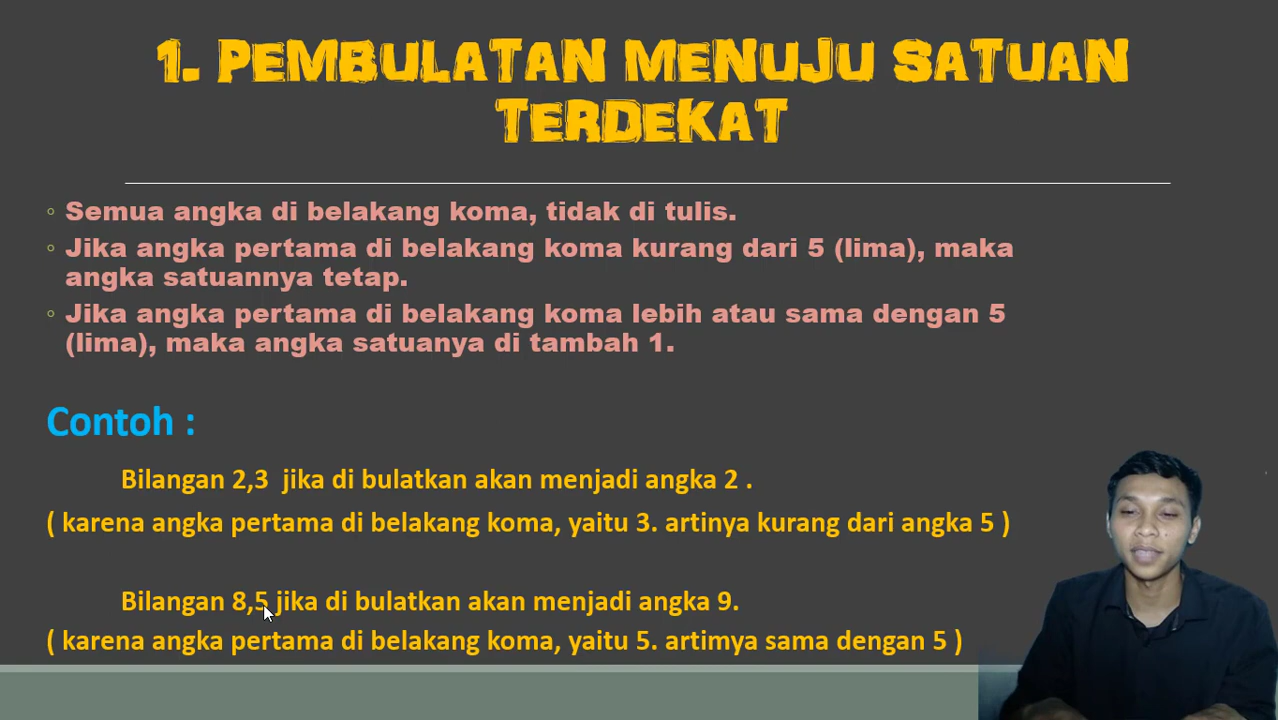 1. PEMBULATAN MENUJU SATUAN
TERDEKAT
Semua angka di belakang koma, tidak di tulis.
Jika angka pertama di belakang koma kurang dari 5 (lima), maka
angka satuannya tetap.
Jika angka pertama di belakang koma lebih atau sama dengan 5
(lima), maka angka satuanya di tambah 1.
Contoh :
Bilangan 2,3 jika di bulatkan akan menjadi angka 2 .
( karena angka pertama di belakang koma, yaitu 3. artinya kurang dari angka 5 )
Bilangan 8,5 jika di bulatkan akan menjadi angka 9.
( karena angka pertama di belakang koma, yaitu 5. artimya sama dengan 5 )